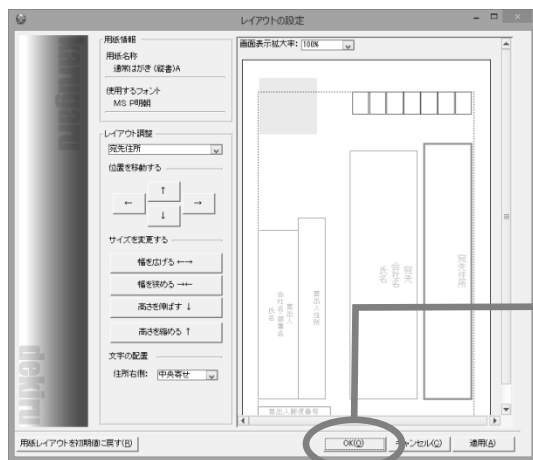 レイアウトの設定
karugaru
dekiru
用紙情報
用紙名称
通常はがき(縦書)A
使用するフォント
MS P明朝
レイアウト調整
宛先住所
位置を移動する
↑
← →
↓
サイズを変更する
幅を広げる ←→
幅を狭める →←
高さを伸ばす ↓
高さを縮める ↑
文字の配置
住所右側: 中央寄せ
画面表示拡大率: 100%
宛先住所
宛先
会社名
氏名
差出人住所
差出人
会社名・部署名
氏名
差出人郵便番号
用紙レイアウトを初期値に戻す(R)
OK(O)
キャンセル(C)
適用(A)